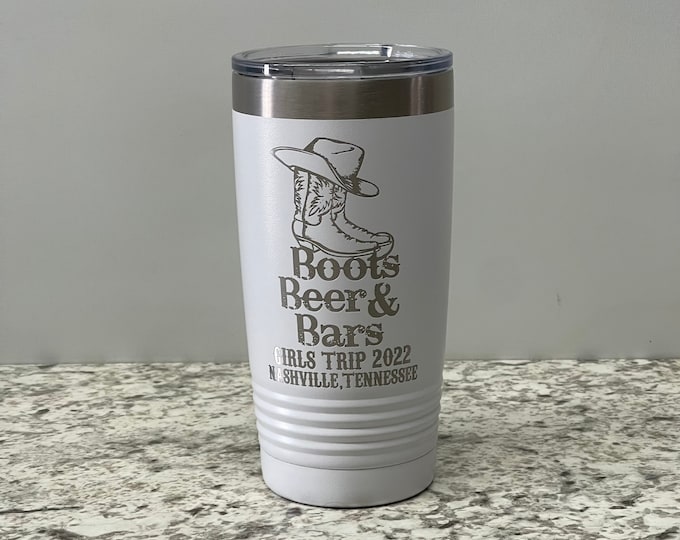 Boots
Beer &
Bars
GIRLS TRIP 2022
NASHVILLE, TENNESSEE